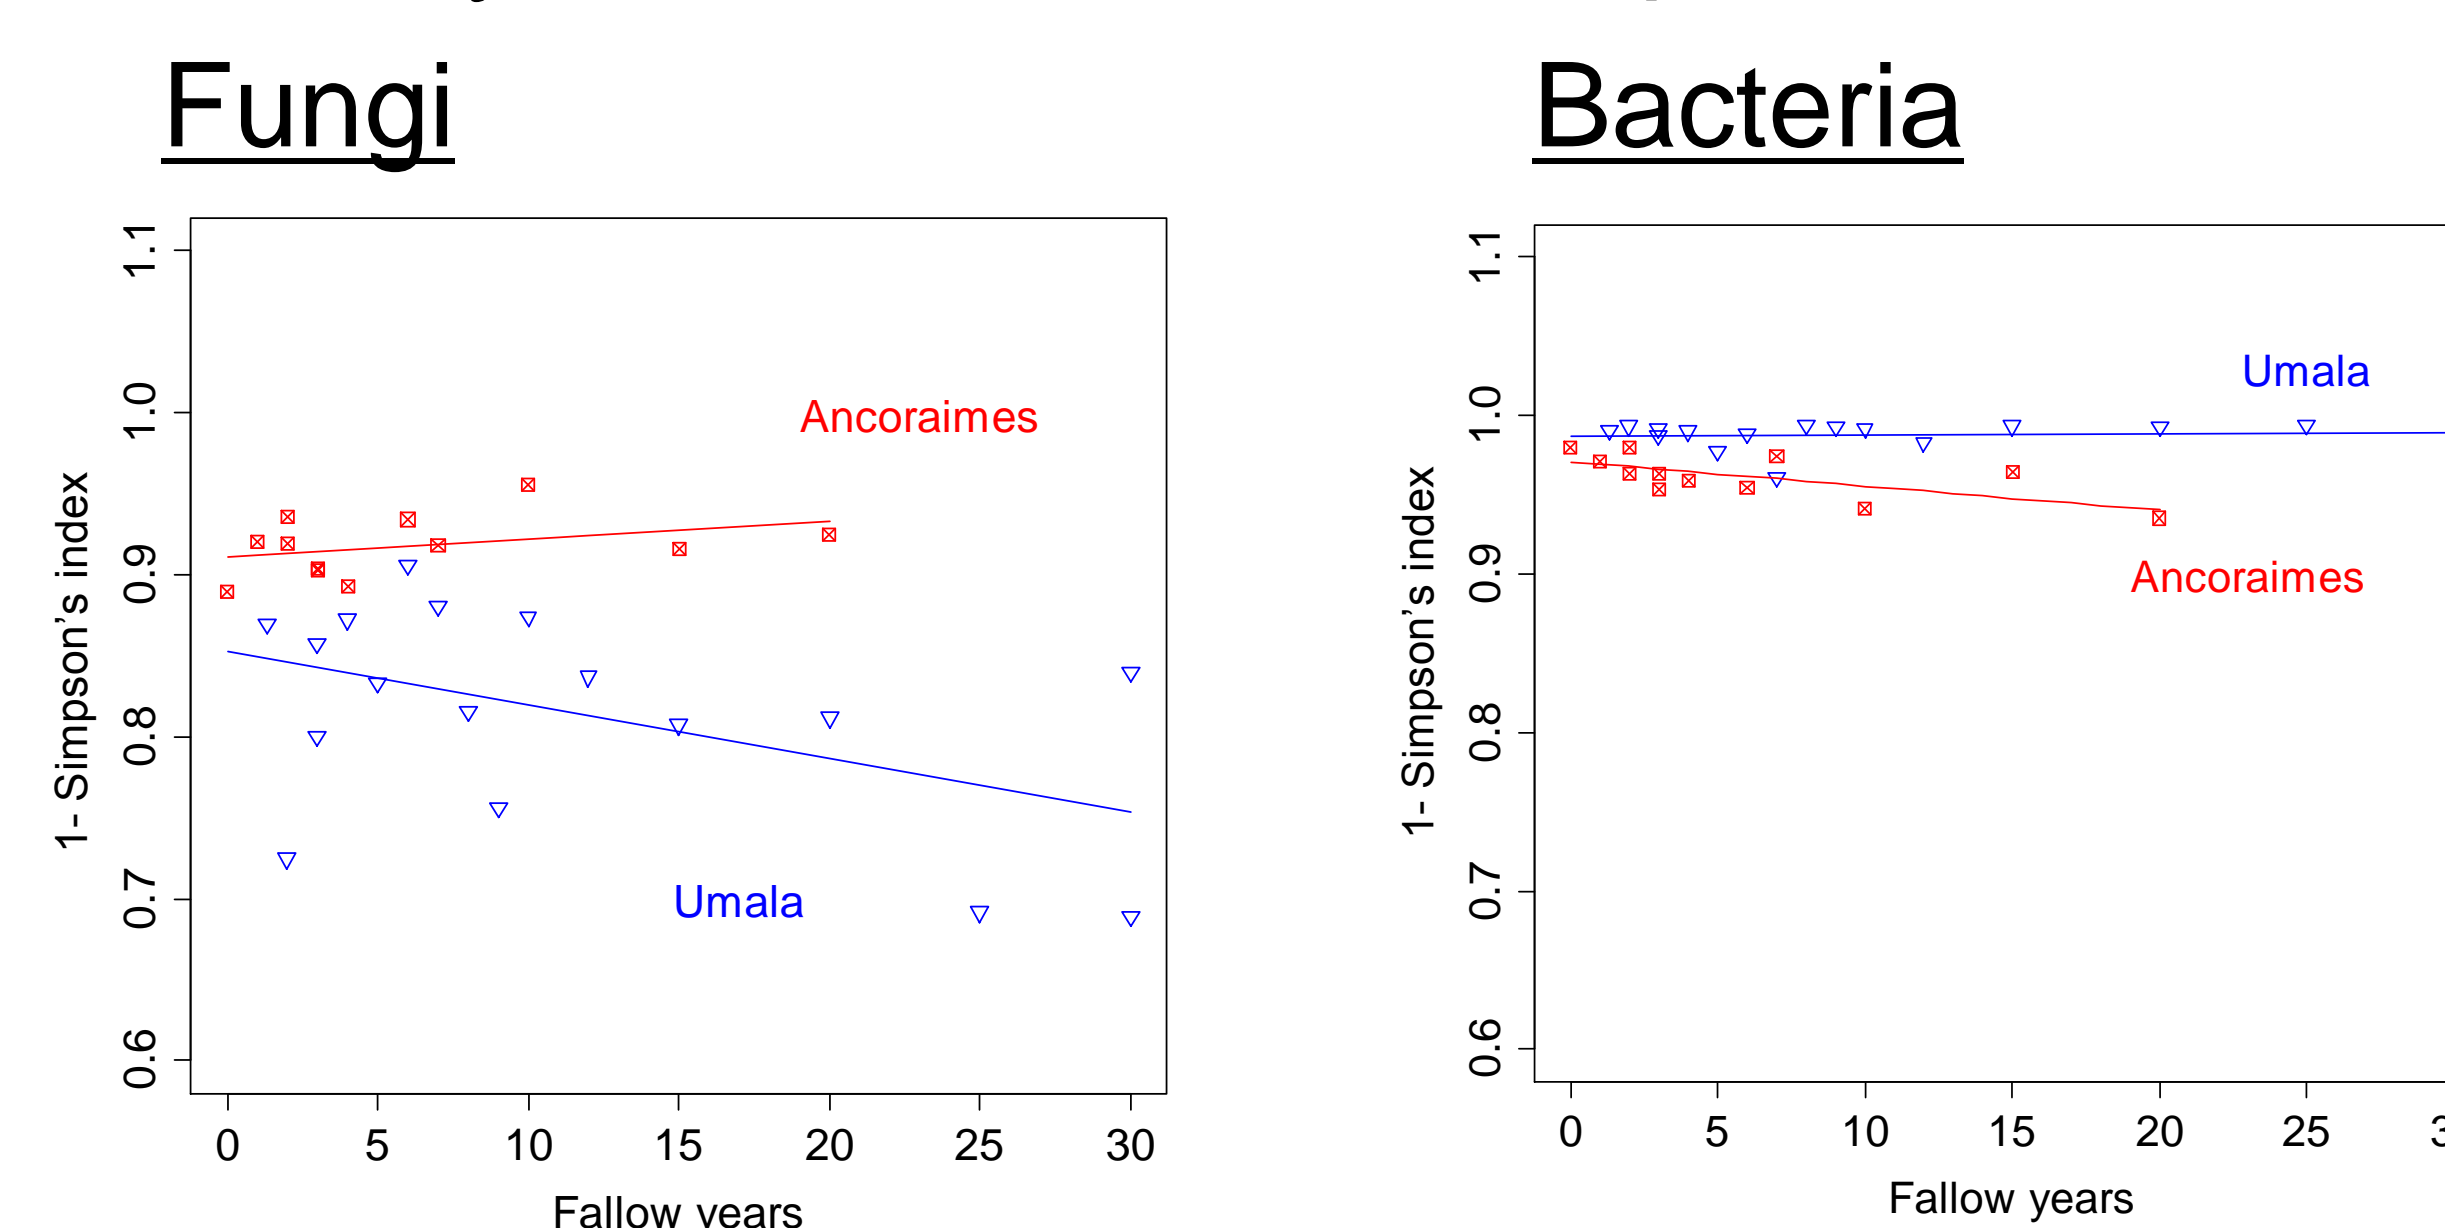 Fungi
1.1
1.0
0.9
0.8
0.7
0.6
1- Simpson's index
Ancoraimes
Umala
0 5 10 15 20 25 30
Fallow years
Bacteria
1.1
1.0
0.9
0.8
0.7
0.6
1- Simpson's index
Umala
Ancoraimes
0 5 10 15 20 25
Fallow years